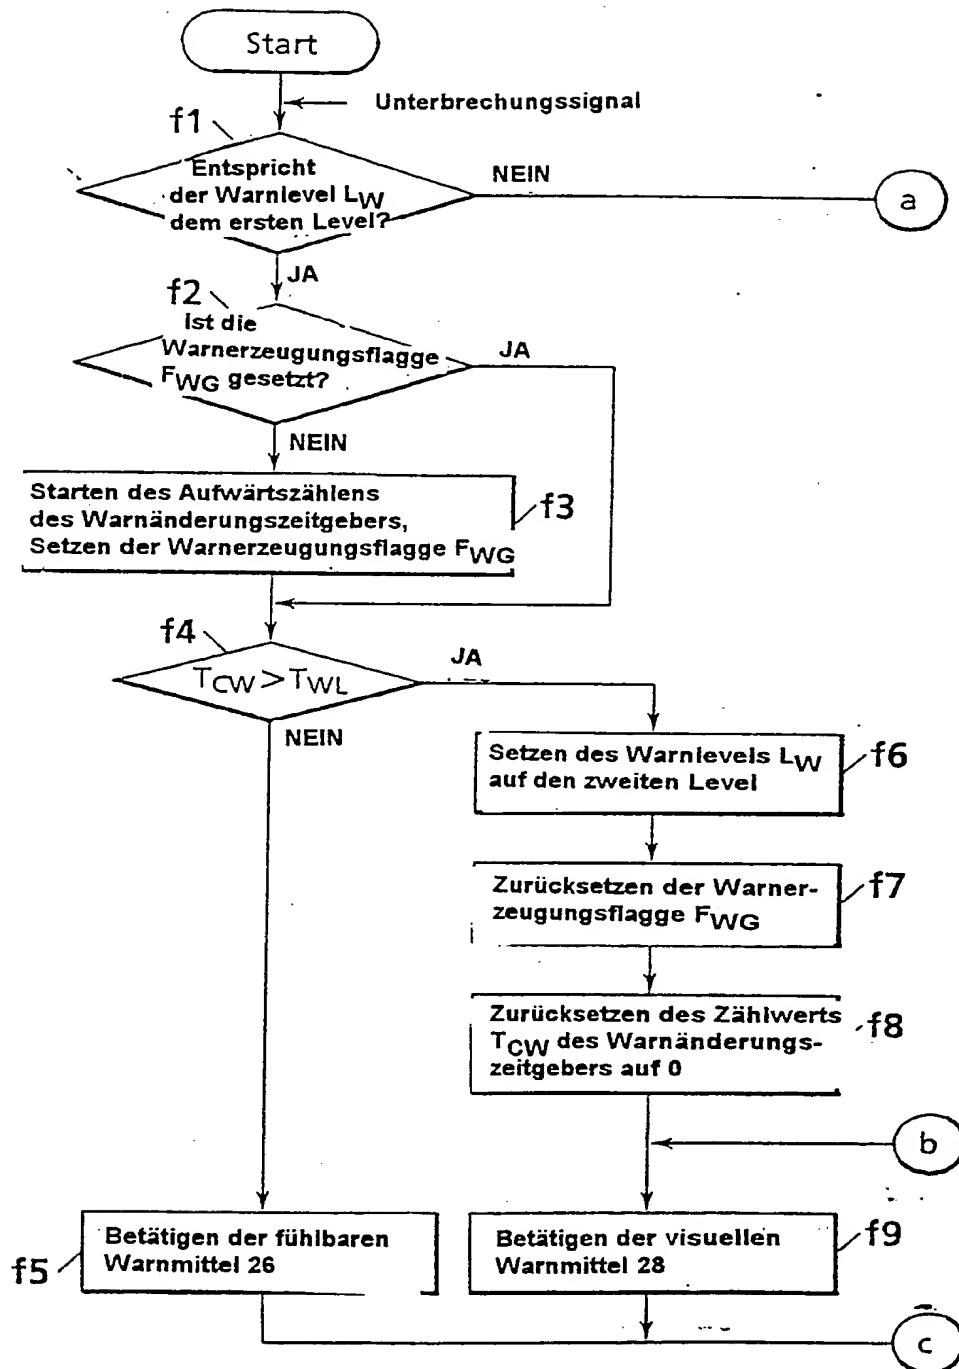 Start
Unterbrechungssignal
f1
Entspricht
der Warnlevel LW
dem ersten Level?
NEIN
a
JA
f2
Ist die
Warnerzeugungsflagge
FWG gesetzt?
JA
NEIN
Starten des Aufwärtszählens
des Warnänderungszeitgebers,
Setzen der Warnerzeugungsflagge FWG
f3
f4
TCW > TWL
JA
NEIN
Setzen des Warnlevels LW
auf den zweiten Level
f6
Zurücksetzen der Warner-
zeugungsflagge FWG
f7
Zurücksetzen des Zählwerts
TCW des Warnänderungs-
zeitgebers auf 0
f8
b
Betätigen der fühlbaren
Warnmittel 26
f5
Betätigen der visuellen
Warnmittel 28
f9
c